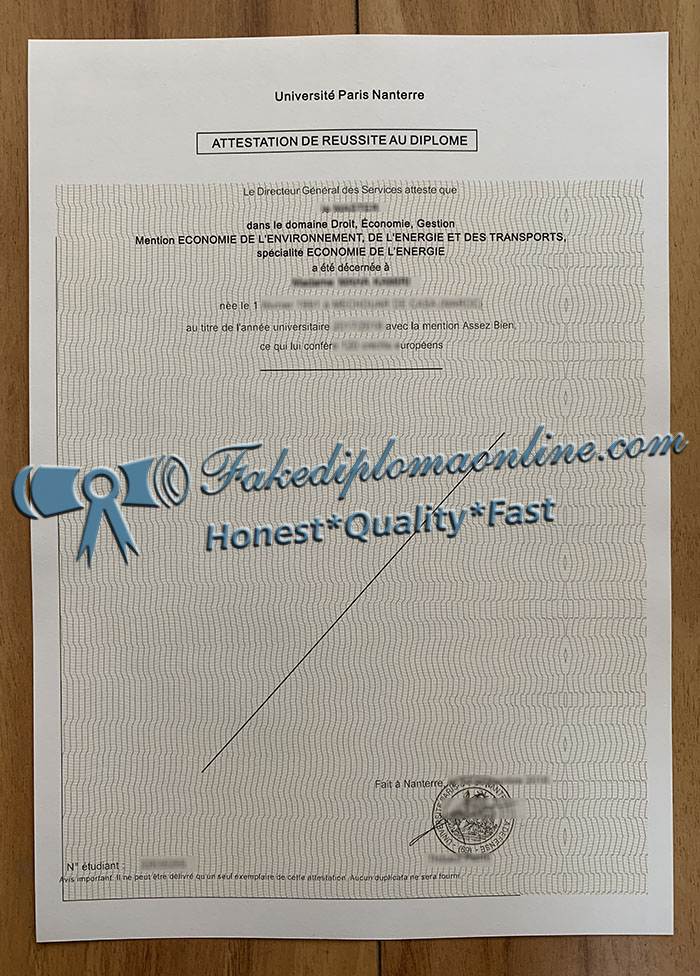 Université Paris Nanterre
ATTESTATION DE REUSSITE AU DIPLOME
Le Directeur Général des Services atteste que
dans le domaine Droit, Économie, Gestion
Mention ECONOMIE DE L'ENVIRONNEMENT, DE L'ENERGIE ET DES TRANSPORTS,
spécialité ECONOMIE DE L'ENERGIE
a été décernée à
née le 1
au titre de l'année universitaire avec la mention Assez Bien,
ce qui lui confèr européens
Fakediplomaonline.com
Honest*Quality*Fast
Fait à Nanterre,
N° étudiant :
Avis important. Il ne peut être délivré qu'un seul exemplaire de cette attestation. Aucun duplicata ne sera fourni.